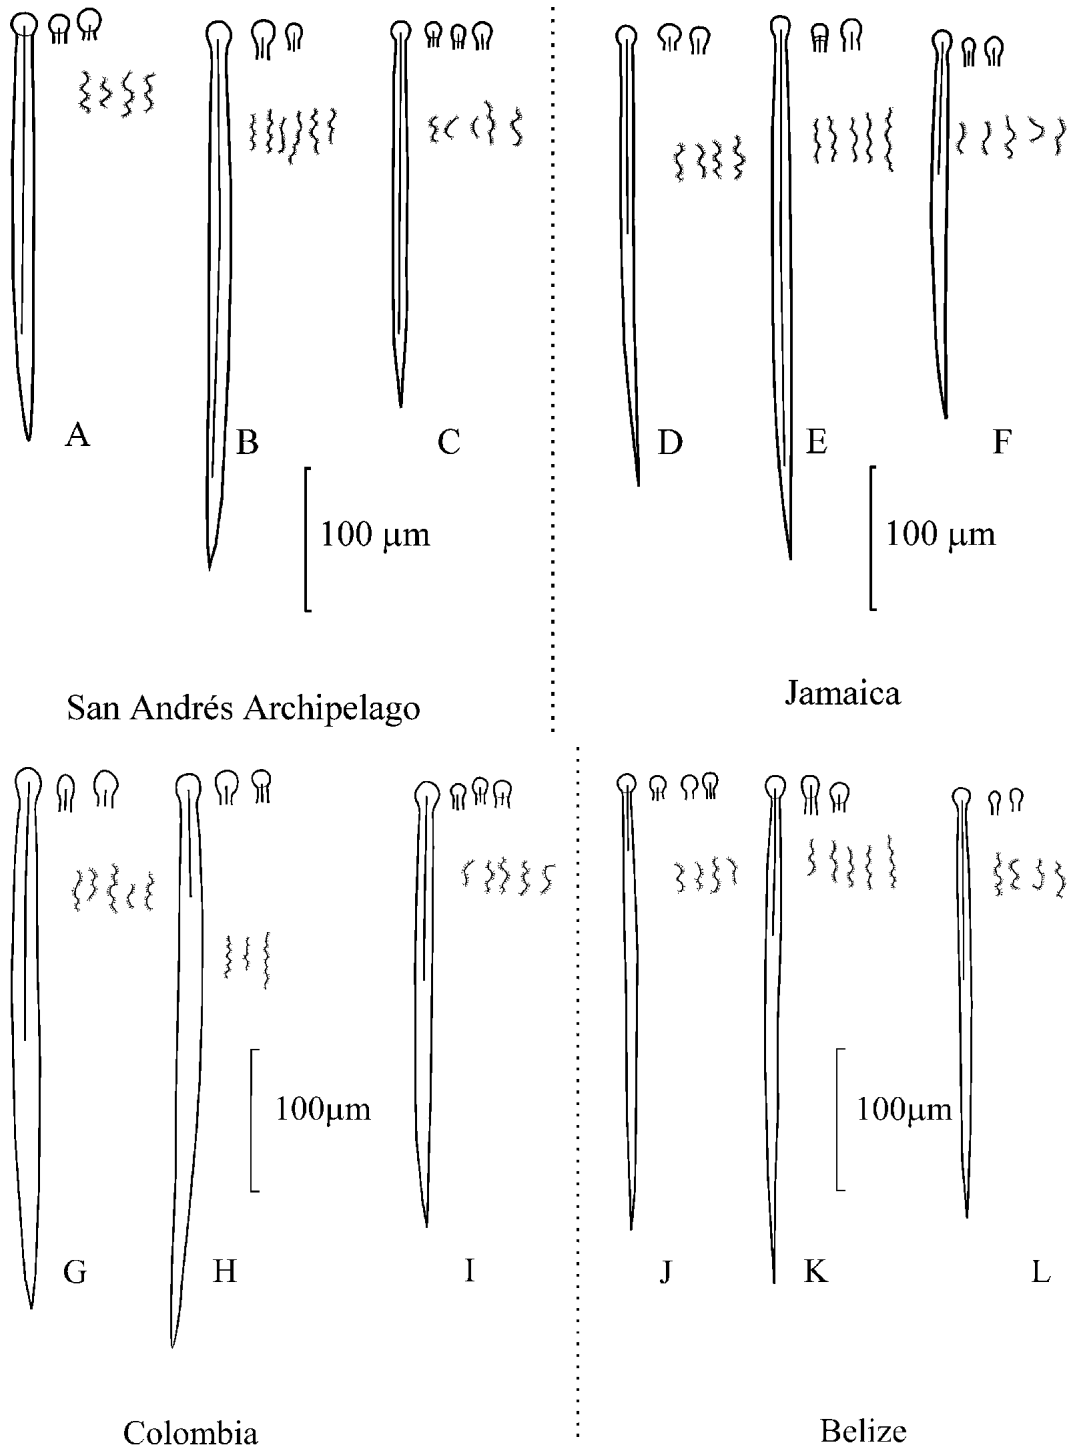 A B C D E F
100 µm 100 µm
San Andrés Archipelago
Jamaica
100µm 100µm
G H I J K L
Colombia
Belize